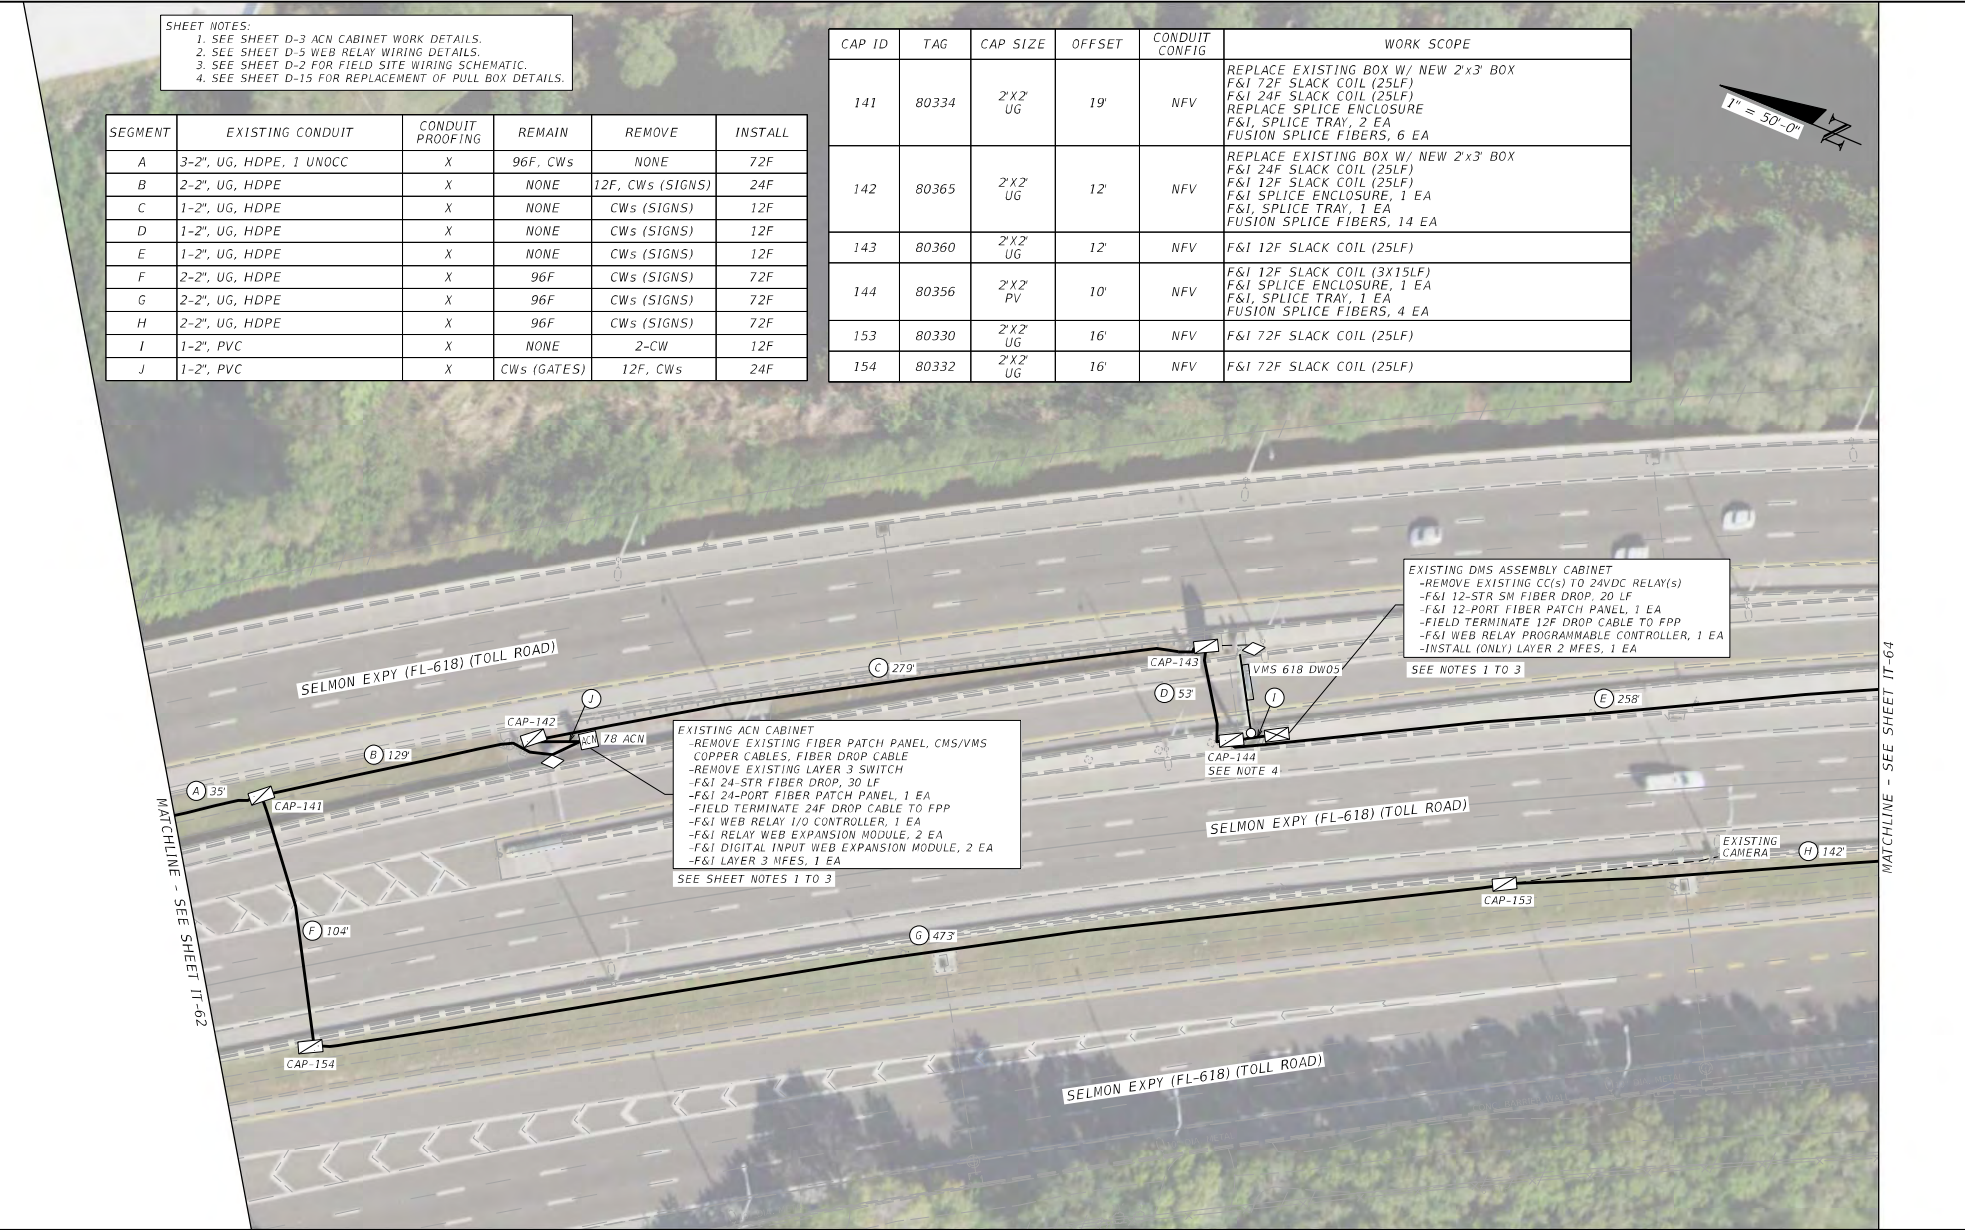 SHEET NOTES:
1. SEE SHEET D-3 ACN CABINET WORK DETAILS.
2. SEE SHEET D-5 WEB RELAY WIRING DETAILS.
3. SEE SHEET D-2 FOR FIELD SITE WIRING SCHEMATIC.
4. SEE SHEET D-15 FOR REPLACEMENT OF PULL BOX DETAILS.
SEGMENT EXISTING CONDUIT CONDUIT PROOFING REMAIN REMOVE INSTALL
A 3-2", UG, HDPE, 1 UNOCC X 96F, CWs NONE 72F
B 2-2", UG, HDPE X NONE 12F, CWs (SIGNS) 24F
C 1-2", UG, HDPE X NONE CWs (SIGNS) 12F
D 1-2", UG, HDPE X NONE CWs (SIGNS) 12F
E 1-2", UG, HDPE X NONE CWs (SIGNS) 12F
F 2-2", UG, HDPE X 96F CWs (SIGNS) 72F
G 2-2", UG, HDPE X 96F CWs (SIGNS) 72F
H 2-2", UG, HDPE X 96F CWs (SIGNS) 72F
I 1-2", PVC X NONE 2-CW 12F
J 1-2", PVC X CWs (GATES) 12F, CWs 24F
CAP ID TAG CAP SIZE OFFSET CONDUIT CONFIG WORK SCOPE
141 80334 2'X2' UG 19' NFV
REPLACE EXISTING BOX W/ NEW 2'x3' BOX
F&I 72F SLACK COIL (25LF)
F&I 24F SLACK COIL (25LF)
REPLACE SPLICE ENCLOSURE
F&I, SPLICE TRAY, 2 EA
FUSION SPLICE FIBERS, 6 EA
142 80365 2'X2' UG 12' NFV
REPLACE EXISTING BOX W/ NEW 2'x3' BOX
F&I 24F SLACK COIL (25LF)
F&I 12F SLACK COIL (25LF)
F&I SPLICE ENCLOSURE, 1 EA
F&I, SPLICE TRAY, 1 EA
FUSION SPLICE FIBERS, 14 EA
143 80360 2'X2' UG 12' NFV F&I 12F SLACK COIL (25LF)
144 80356 2'X2' PV 10' NFV
F&I 12F SLACK COIL (3X15LF)
F&I SPLICE ENCLOSURE, 1 EA
F&I, SPLICE TRAY, 1 EA
FUSION SPLICE FIBERS, 4 EA
153 80330 2'X2' UG 16' NFV F&I 72F SLACK COIL (25LF)
154 80332 2'X2' UG 16' NFV F&I 72F SLACK COIL (25LF)
1" = 50'-0"
N
EXISTING DMS ASSEMBLY CABINET
-REMOVE EXISTING CC(s) TO 24VDC RELAY(s)
-F&I 12-STR SM FIBER DROP, 20 LF
-F&I 12-PORT FIBER PATCH PANEL, 1 EA
-FIELD TERMINATE 12F DROP CABLE TO FPP
-F&I WEB RELAY PROGRAMMABLE CONTROLLER, 1 EA
-INSTALL (ONLY) LAYER 2 MFES, 1 EA
SEE NOTES 1 TO 3
SELMON EXPY (FL-618) (TOLL ROAD)
C 279'
CAP-143
VMS 618 DW05
D 53'
I
E 258'
J
CAP-142
ACN
78 ACN
B 129'
CAP-144
SEE NOTE 4
EXISTING ACN CABINET
-REMOVE EXISTING FIBER PATCH PANEL, CMS/VMS
COPPER CABLES, FIBER DROP CABLE
-REMOVE EXISTING LAYER 3 SWITCH
-F&I 24-STR FIBER DROP, 30 LF
-F&I 24-PORT FIBER PATCH PANEL, 1 EA
-FIELD TERMINATE 24F DROP CABLE TO FPP
-F&I WEB RELAY I/O CONTROLLER, 1 EA
-F&I RELAY WEB EXPANSION MODULE, 2 EA
-F&I DIGITAL INPUT WEB EXPANSION MODULE, 2 EA
-F&I LAYER 3 MFES, 1 EA
SEE SHEET NOTES 1 TO 3
A 35'
CAP-141
SELMON EXPY (FL-618) (TOLL ROAD)
EXISTING
CAMERA
H 142'
CAP-153
F 104'
G 473'
CAP-154
SELMON EXPY (FL-618) (TOLL ROAD)
MATCHLINE - SEE SHEET IT-62
MATCHLINE - SEE SHEET IT-64